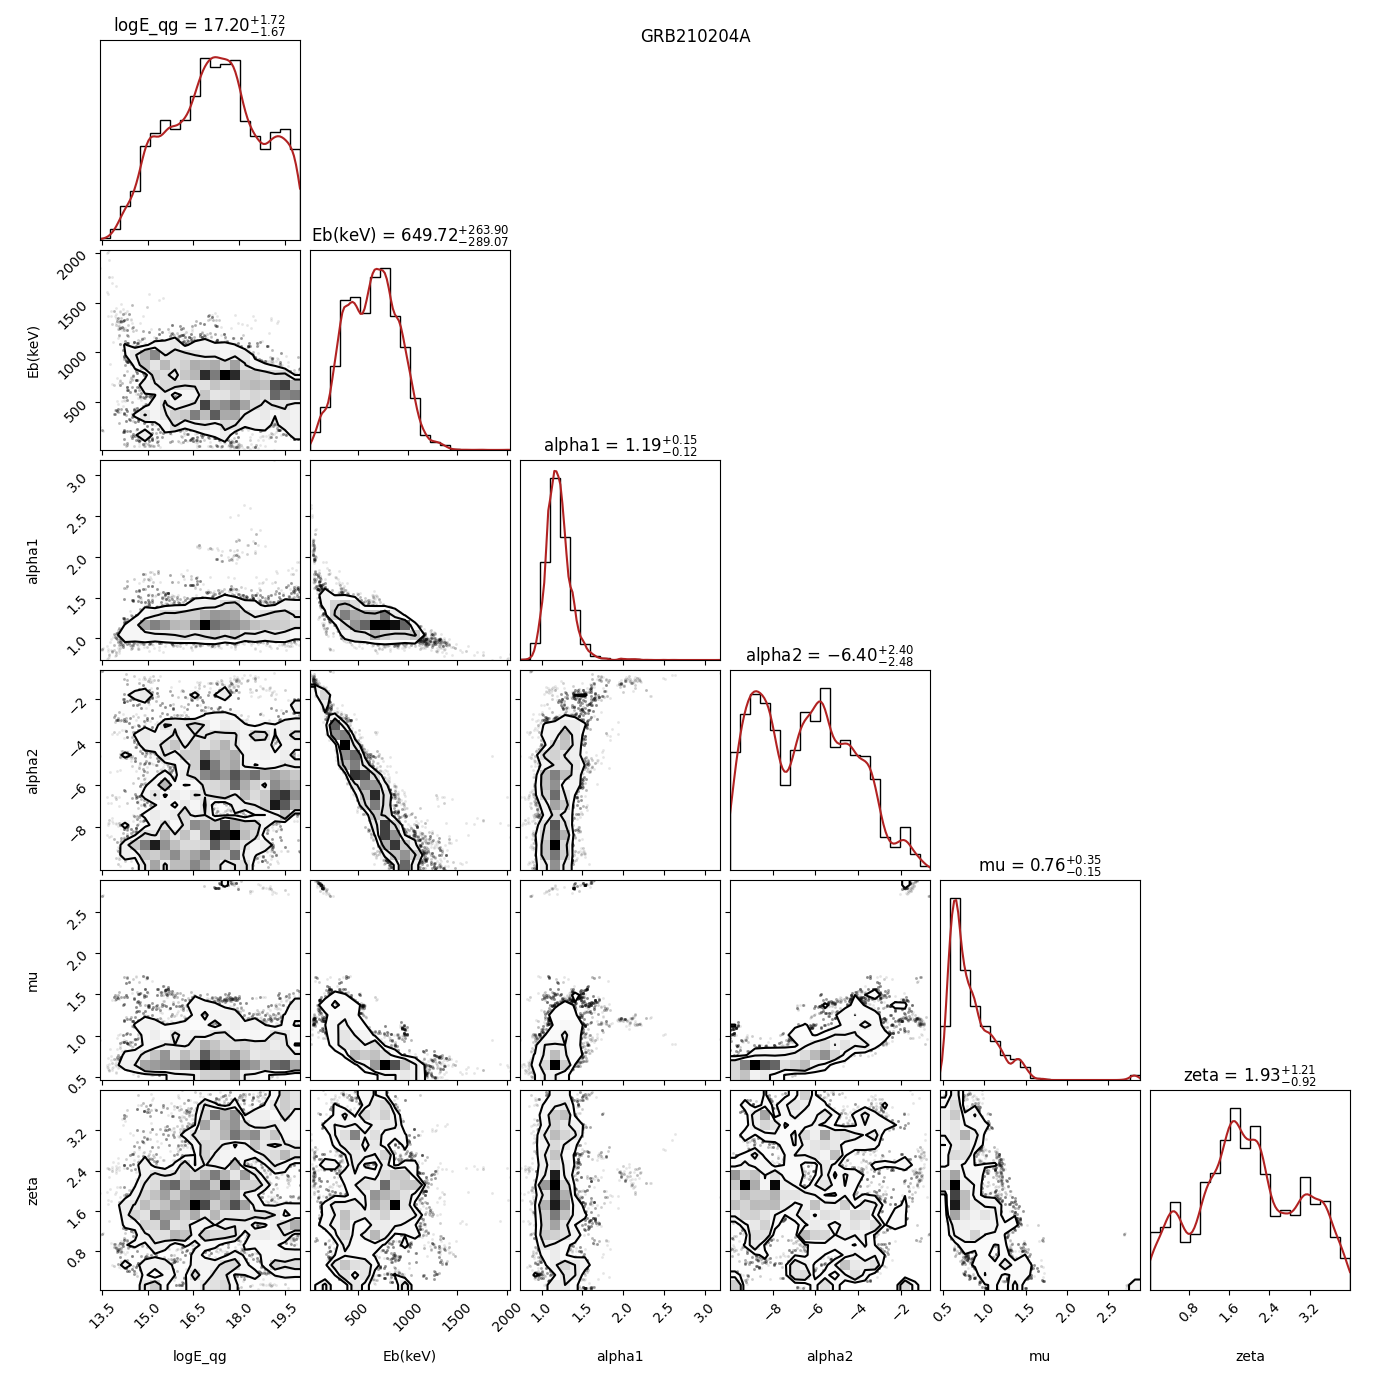 GRB210204A
logE_qg = 17.20+1.72 −1.67
Eb(keV) = 649.72+263.90 −289.07
2000
1500
1000
500
Eb(keV)
alpha1 = 1.19+0.15 −0.12
3.0
2.5
2.0
1.5
1.0
alpha1
alpha2 = −6.40+2.40 −2.48
−2
−4
−6
−8
alpha2
mu = 0.76+0.35 −0.15
2.5
2.0
1.5
1.0
0.5
mu
zeta = 1.93+1.21 −0.92
3.2
2.4
1.6
0.8
zeta
13.5 15.0 16.5 18.0 19.5 500 1000 1500 2000 1.0 1.5 2.0 2.5 3.0 −8 −6 −4 −2 0.5 1.0 1.5 2.0 2.5 0.8 1.6 2.4 3.2
logE_qg Eb(keV) alpha1 alpha2 mu zeta